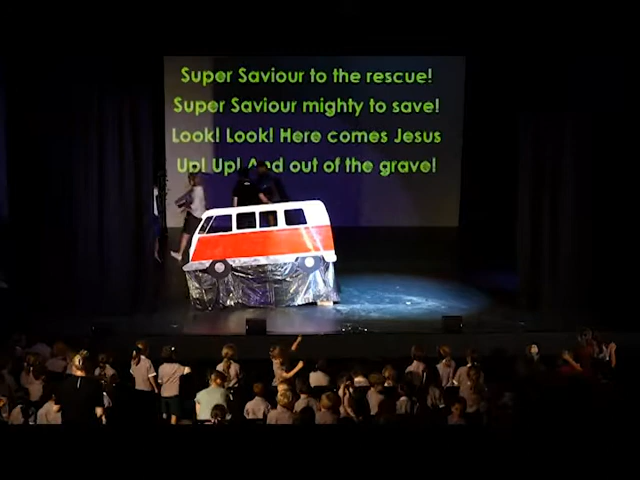 Super Saviour to the rescue!
Super Saviour mighty to save!
Look! Look! Here comes Jesus
Up! Up! And out of the grave!